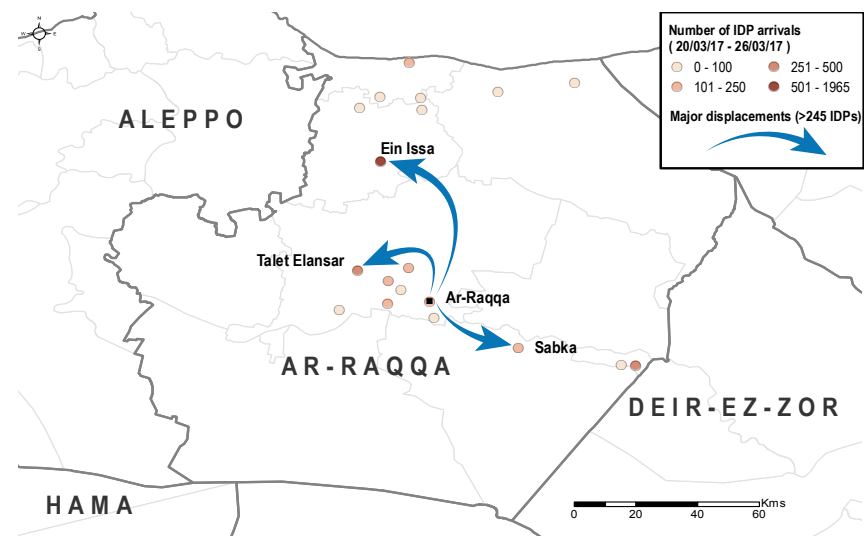 N
W E
S
Number of IDP arrivals
( 20/03/17 - 26/03/17 )
0 - 100
251 - 500
101 - 250
501 - 1965
Major displacements (>245 IDPs)
ALEPPO
Ein Issa
Talet Elansar
Ar-Raqqa
Sabka
AR-RAQQA
DEIR-EZ-ZOR
HAMA
Kms
0 10 20 40 60